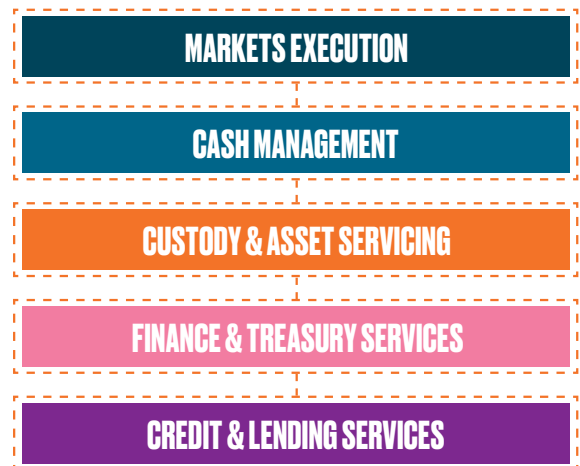 MARKETS EXECUTION
CASH MANAGEMENT
CUSTODY & ASSET SERVICING
FINANCE & TREASURY SERVICES
CREDIT & LENDING SERVICES